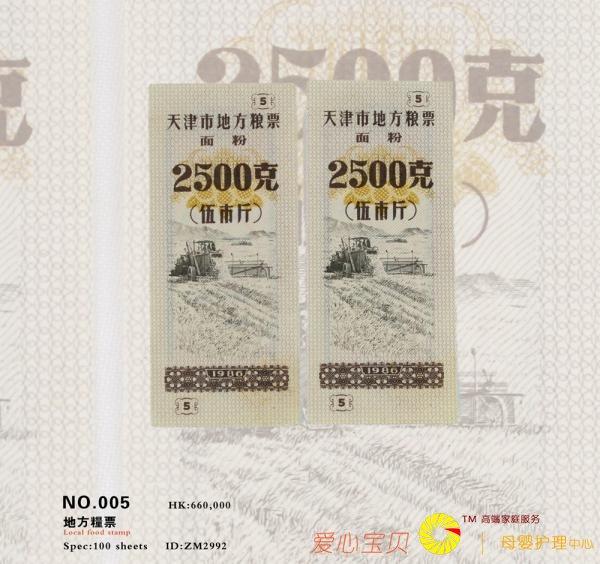 2500克
克
5
天津市地方粮票
面 粉
2500克
(伍市斤)
1986
5
5
天津市地方粮票
面 粉
2500克
(伍市斤)
1986
5
NO.005
HK:660,000
地方糧票
Local food stamp
Spec:100 sheets ID:ZM2992
爱心宝贝
TM 高端家庭服务
母婴护理中心